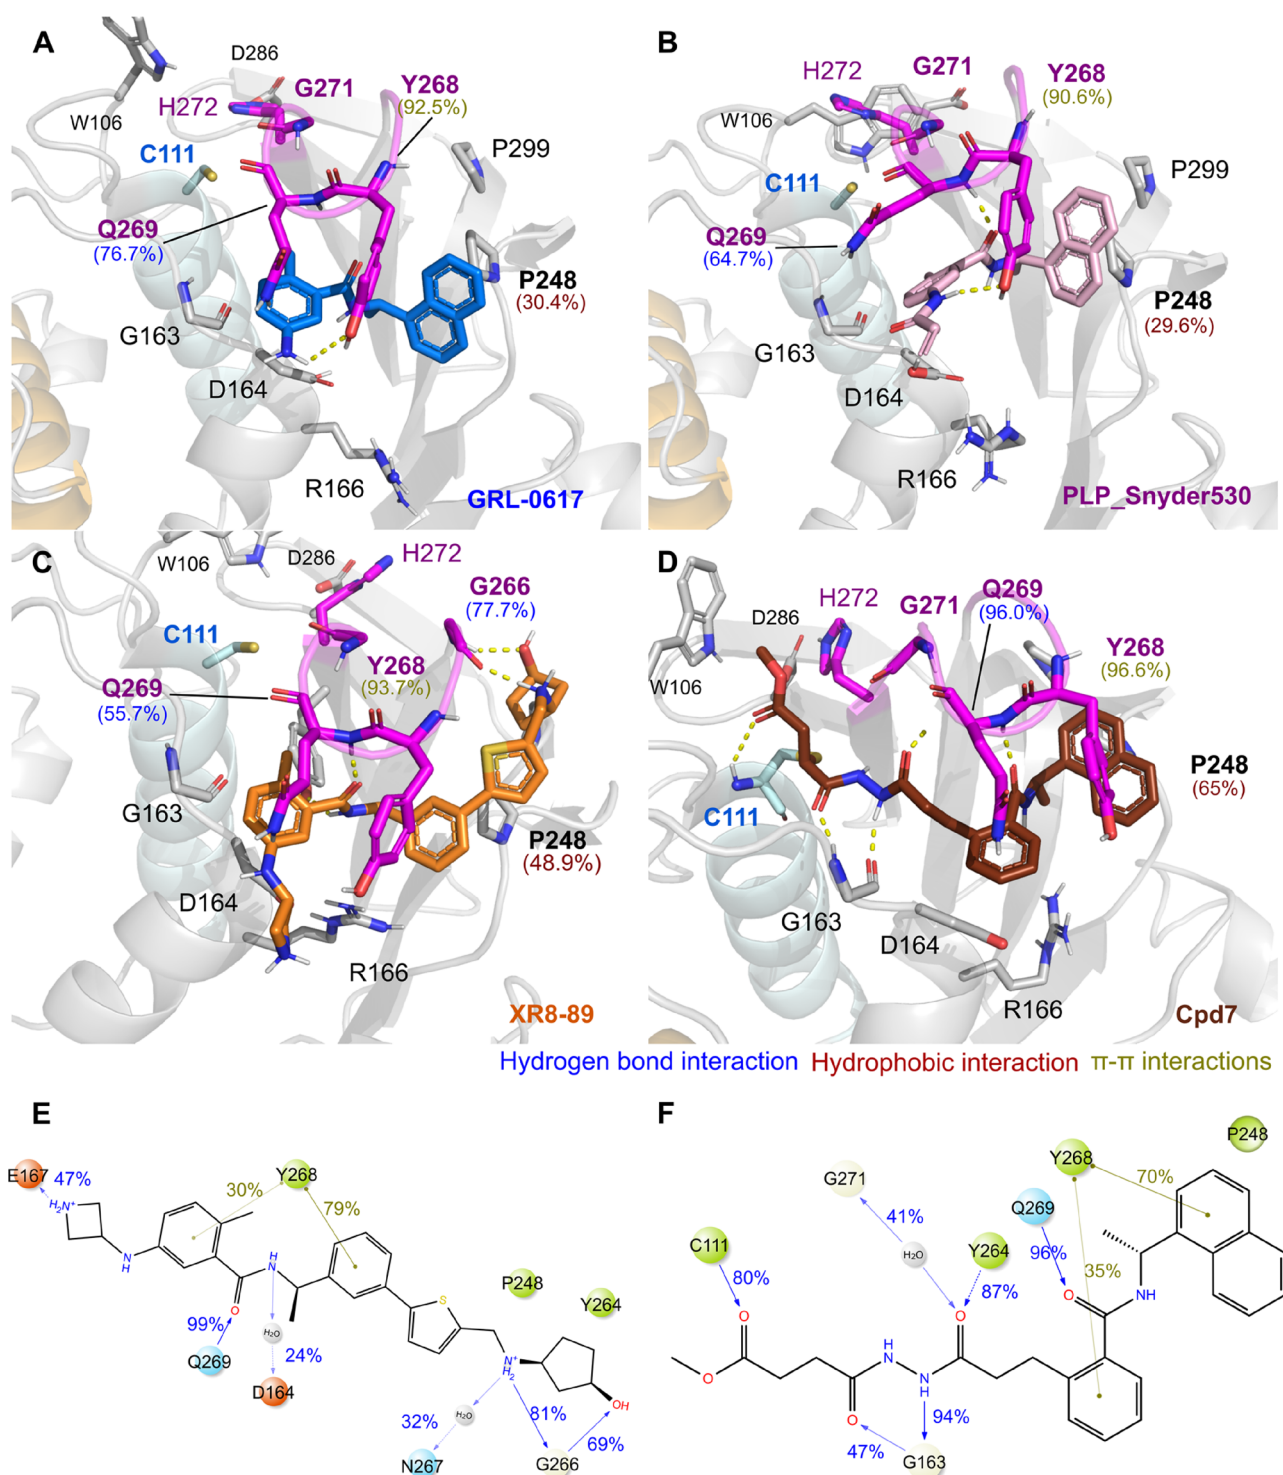 A
D286
G271
Y268
(92.5%)
H272
W106
P299
C111
Q269
(76.7%)
P248
(30.4%)
G163
D164
R166
GRL-0617
B
H272
G271
Y268
(90.6%)
W106
P299
C111
Q269
(64.7%)
P248
(29.6%)
G163
D164
R166
PLP_Snyder530
C
W106
D286
H272
G266
(77.7%)
C111
Y268
(93.7%)
Q269
(55.7%)
G163
P248
(48.9%)
D164
R166
XR8-89
D
Q269
(96.0%)
H272
G271
D286
Y268
(96.6%)
W106
P248
(65%)
C111
G163
D164
R166
Cpd7
Hydrogen bond interaction Hydrophobic interaction π-π interactions
E
E167
47%
Y268
30%
79%
H₂N⁺
N
H
H
N
O
S
P248
Y264
99%
H₂O
Q269
24%
D164
N⁺
H₂
OH
32%
H₂O
81%
69%
N267
G266
F
P248
Y268
70%
G271
Q269
41%
C111
H₂O
Y264
96%
35%
80%
87%
O
O
O
NH
O
H
N
N
H
O
94%
47%
G163